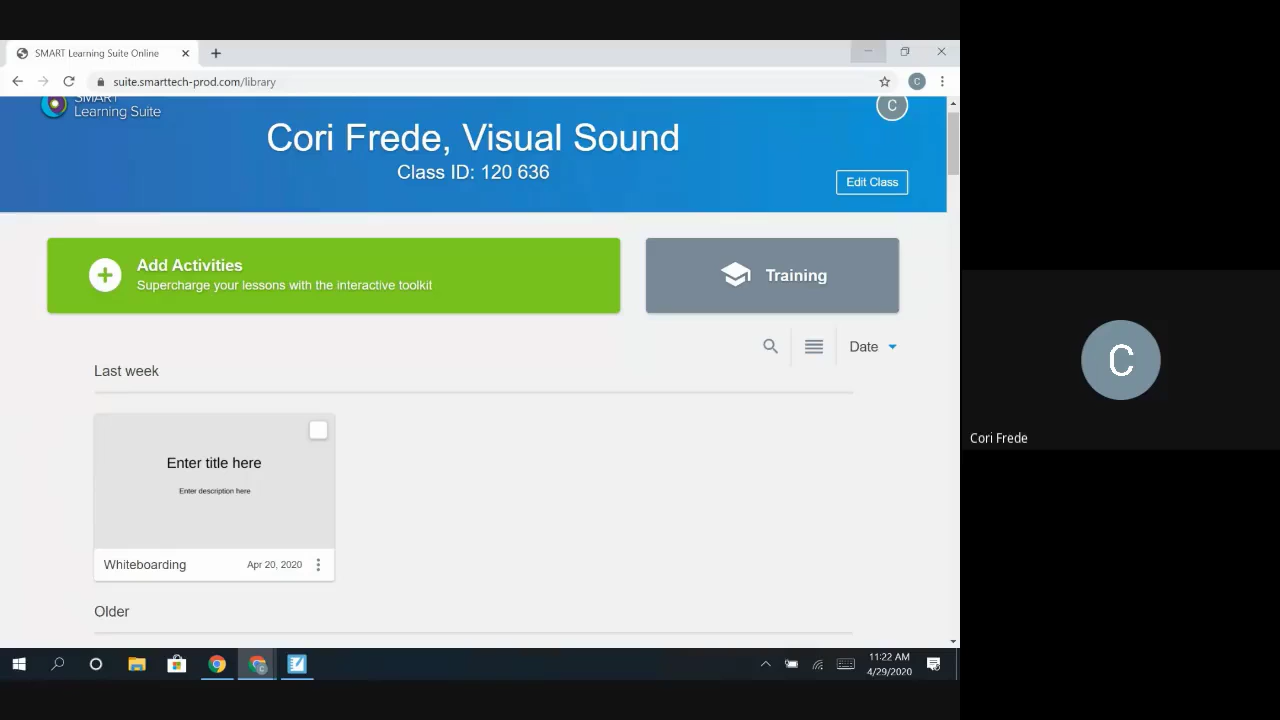 SMART Learning Suite Online
suite.smarttech-prod.com/library
C
SMART
Learning Suite
C
Cori Frede, Visual Sound
Class ID: 120 636
Edit Class
Add Activities
Supercharge your lessons with the interactive toolkit
Training
Date
Last week
Enter title here
Enter description here
Whiteboarding
Apr 20, 2020
Older
C
Cori Frede
11:22 AM
4/29/2020